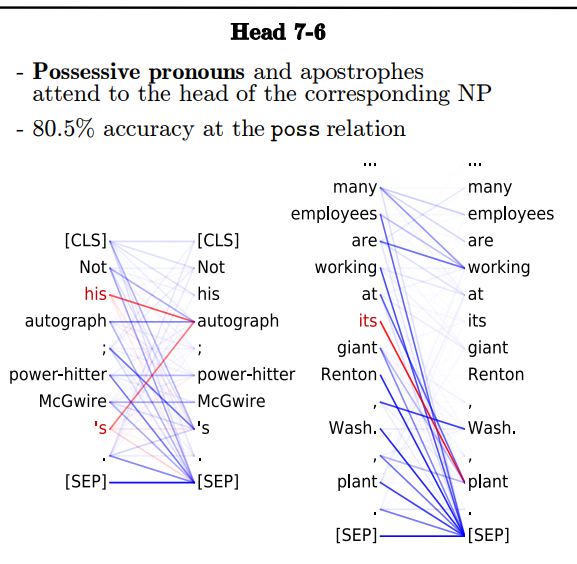 Head 7-6
- Possessive pronouns and apostrophes
attend to the head of the corresponding NP
- 80.5% accuracy at the poss relation
[CLS] [CLS]
Not Not
his his
autograph autograph
; ;
power-hitter power-hitter
McGwire McGwire
's 's
. .
[SEP] [SEP]
... ...
many many
employees employees
are are
working working
at at
its its
giant giant
Renton Renton
, ,
Wash. Wash.
, ,
plant plant
. .
[SEP] [SEP]